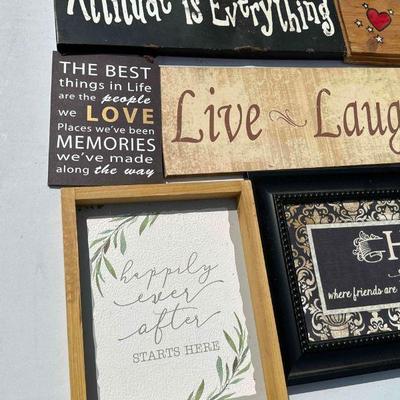 Attitude is Everything
THE BEST
things in Life
are the people
we LOVE
Places we've been
MEMORIES
we've made
along the way
Live Laug
happily
ever
after
STARTS HERE
H
where friends are